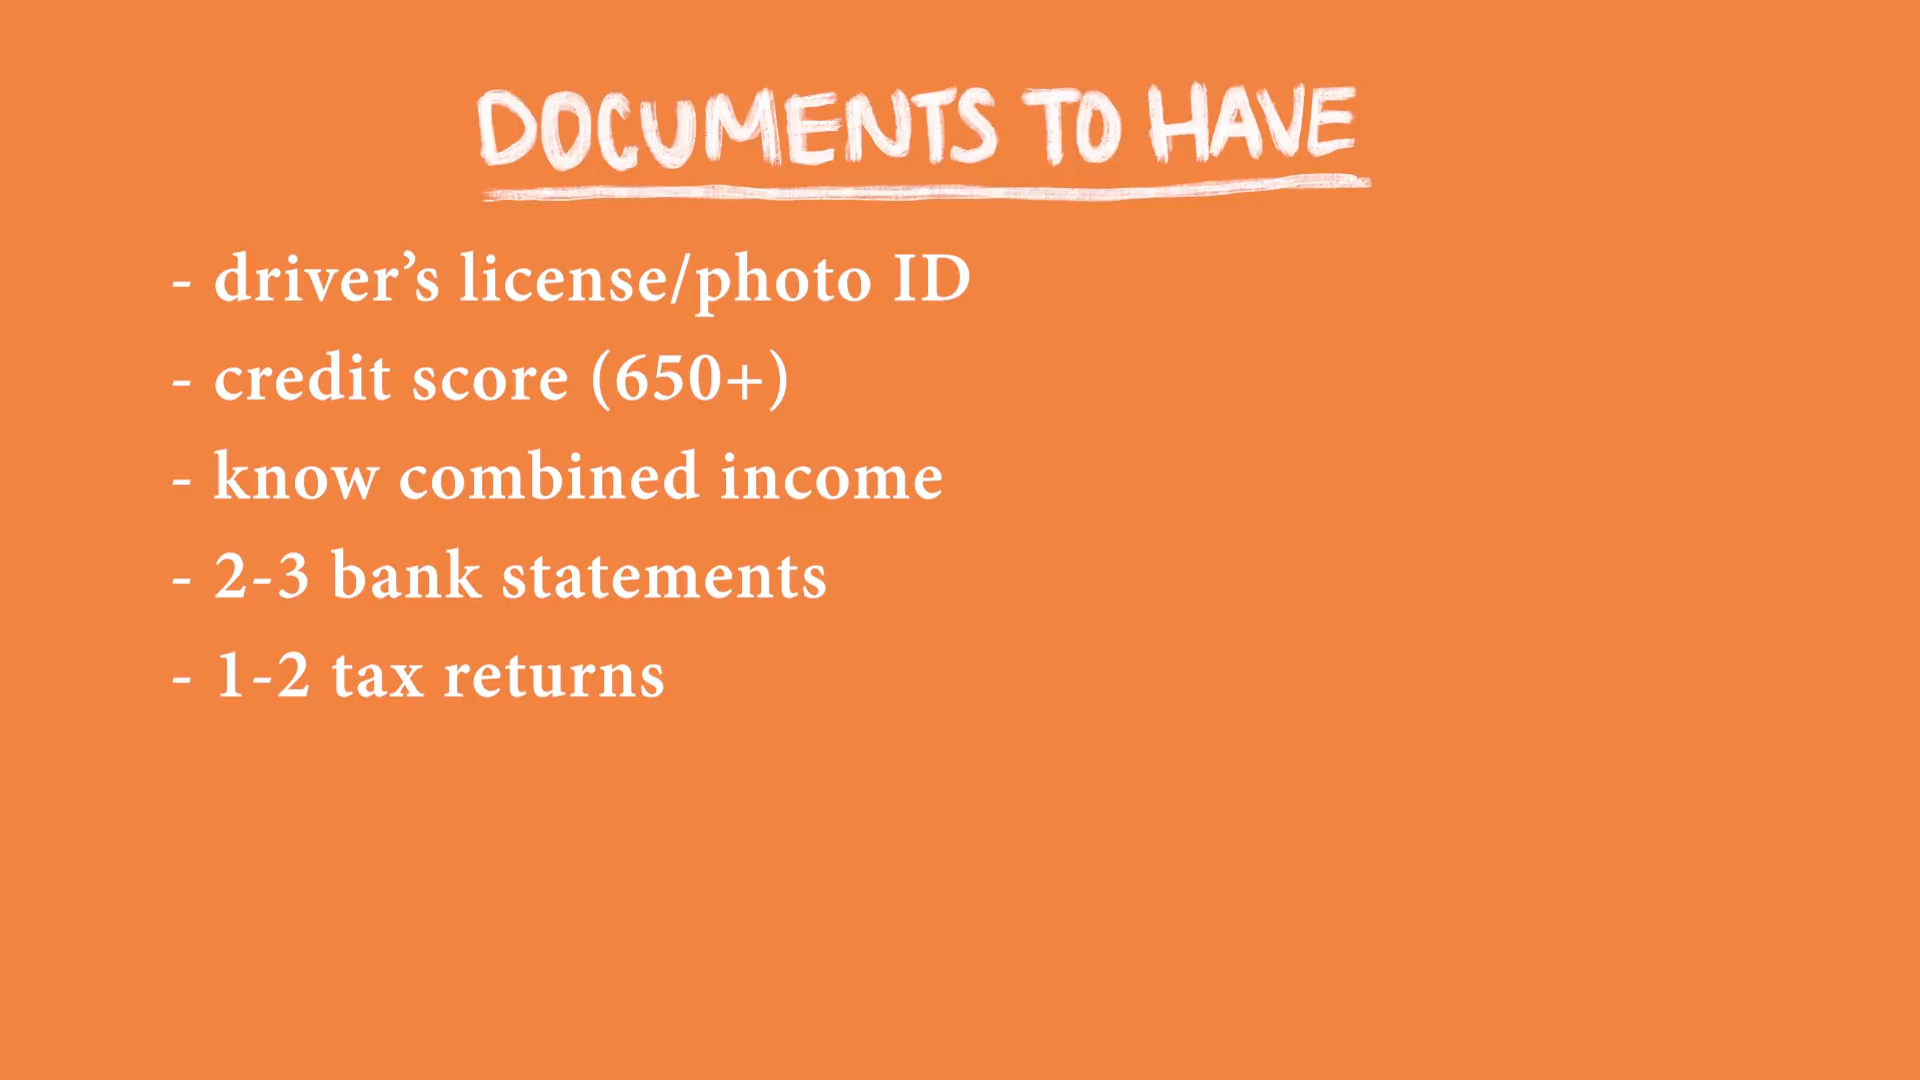 DOCUMENTS TO HAVE
- driver’s license/photo ID
- credit score (650+)
- know combined income
- 2-3 bank statements
- 1-2 tax returns